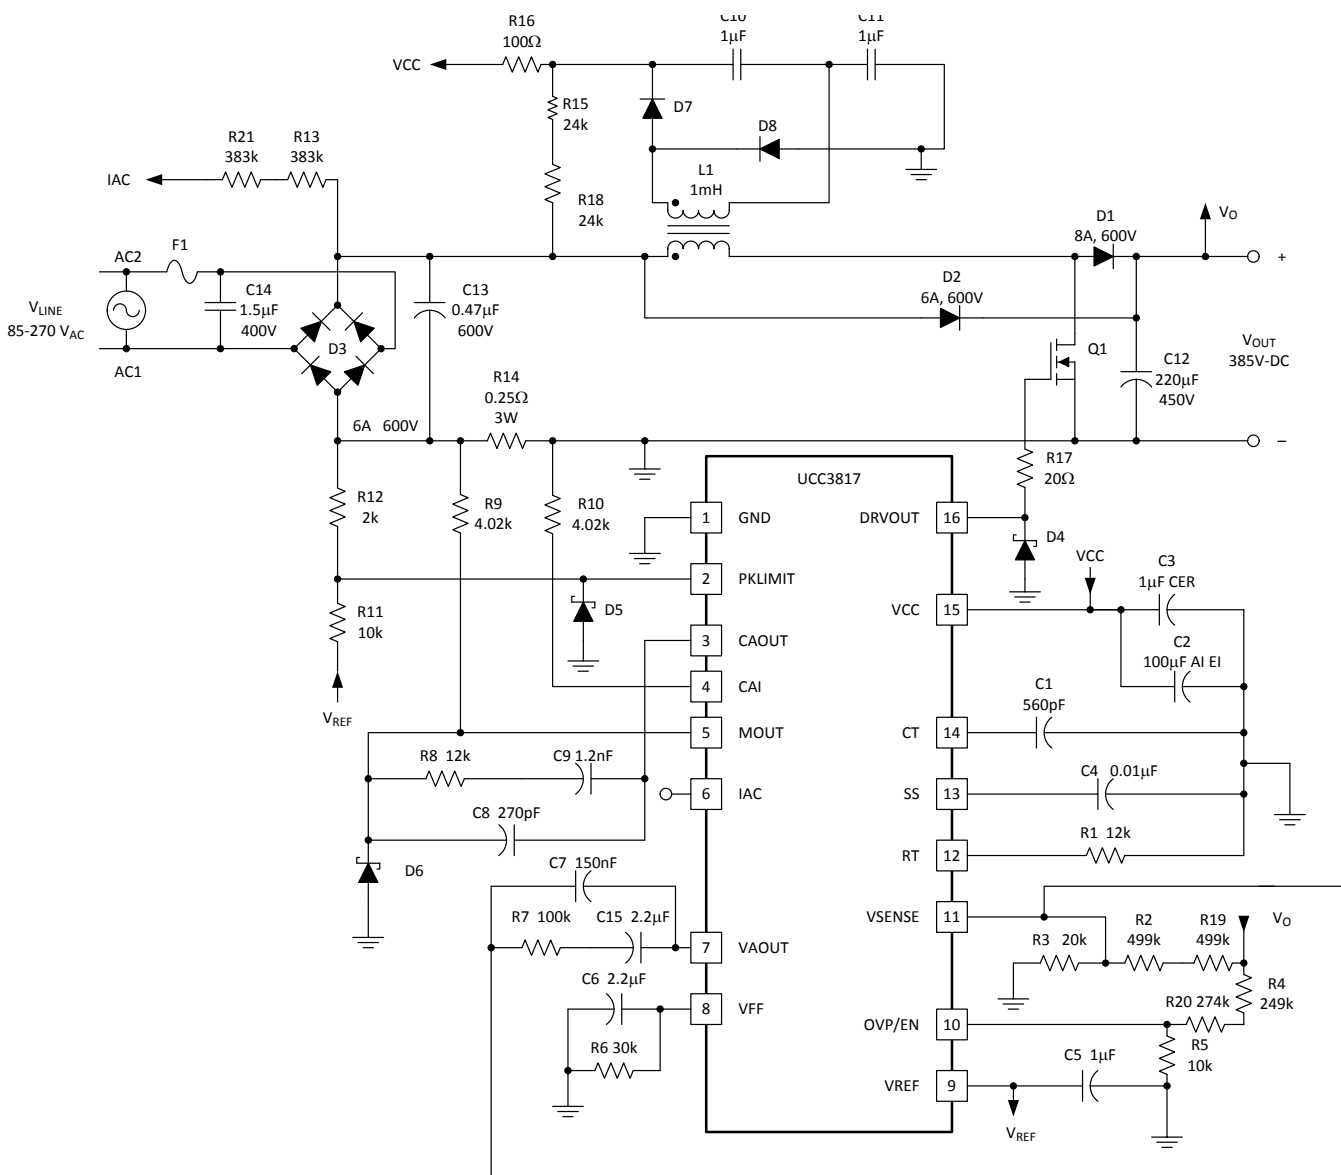 R16
100Ω
C10
1μF
C11
1μF
VCC
R15
24k
D7
D8
R21
383k
R13
383k
IAC
R18
24k
L1
1mH
D1
8A, 600V
VO
+
AC2
F1
D2
6A, 600V
VLINE
85-270 VAC
C14
1.5μF
400V
C13
0.47μF
600V
D3
AC1
Q1
VOUT
385V-DC
C12
220μF
450V
R14
0.25Ω
3W
6A 600V
−
R12
2k
R9
4.02k
R10
4.02k
UCC3817
R17
20Ω
1 GND
DRVOUT 16
D4
2 PKLIMIT
VCC
C3
1μF CER
R11
10k
D5
VCC 15
3 CAOUT
C2
100μF AI EI
4 CAI
C1
560pF
VREF
5 MOUT
CT 14
R8 12k
C9 1.2nF
6 IAC
SS 13
C4 0.01μF
C8 270pF
D6
RT 12
R1 12k
C7 150nF
R7 100k
C15 2.2μF
VSENSE 11
VO
7 VAOUT
R3 20k
R2
499k
R19
499k
C6 2.2μF
R4
249k
8 VFF
R20 274k
OVP/EN 10
R6 30k
R5
10k
C5 1μF
VREF 9
VREF